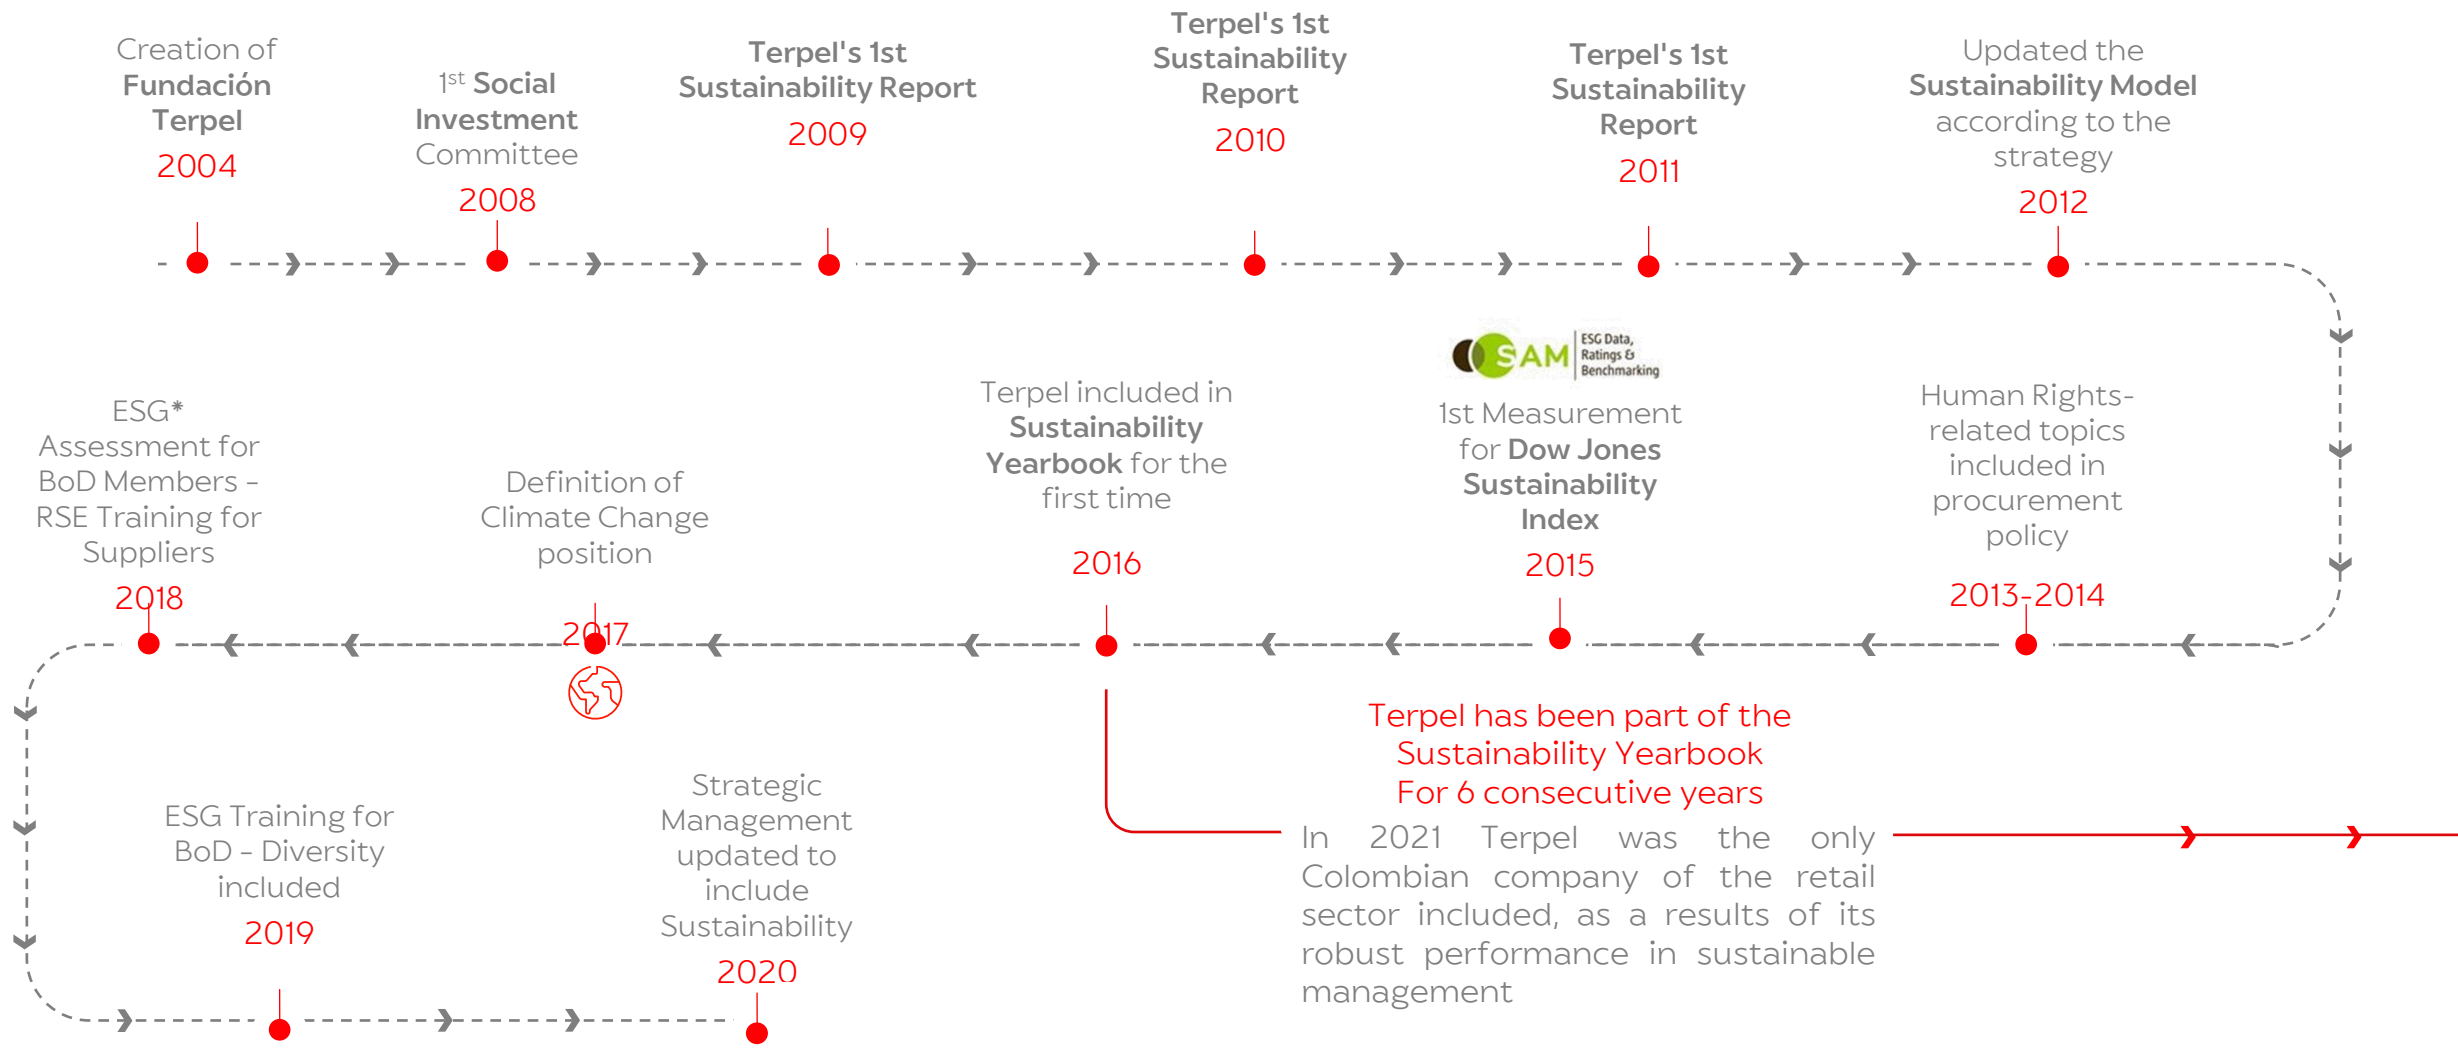 Creation of
Fundación
Terpel
2004
1st Social
Investment
Committee
2008
Terpel's 1st
Sustainability Report
2009
Terpel's 1st
Sustainability
Report
2010
Terpel's 1st
Sustainability
Report
2011
Updated the
Sustainability Model
according to the
strategy
2012
Human Rights-
related topics
included in
procurement
policy
2013-2014
SAM
ESG Data,
Ratings &
Benchmarking
1st Measurement
for Dow Jones
Sustainability
Index
2015
Terpel included in
Sustainability
Yearbook for the
first time
2016
Definition of
Climate Change
position
2017
ESG*
Assessment for
BoD Members -
RSE Training for
Suppliers
2018
ESG Training for
BoD - Diversity
included
2019
Strategic
Management
updated to
include
Sustainability
2020
Terpel has been part of the
Sustainability Yearbook
For 6 consecutive years
In 2021 Terpel was the only
Colombian company of the retail
sector included, as a results of its
robust performance in sustainable
management